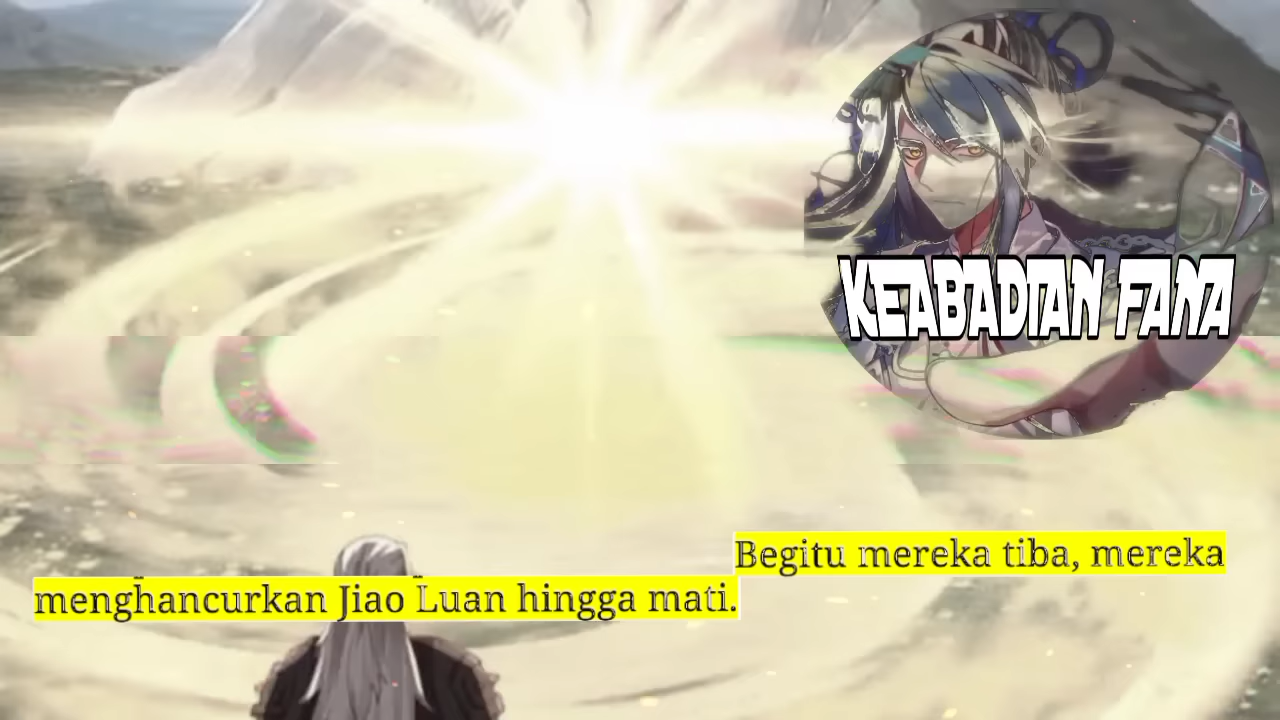 KEABADIAN FANA
Begitu mereka tiba, mereka
menghancurkan Jiao Luan hingga mati.